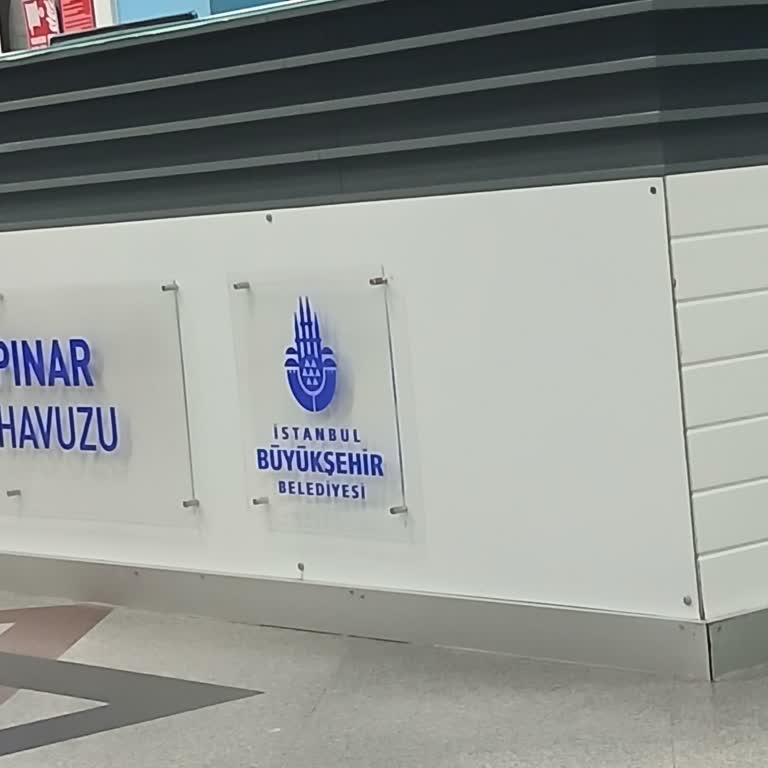 PINAR
HAVUZU
İSTANBUL
BÜYÜKŞEHİR
BELEDİYESİ